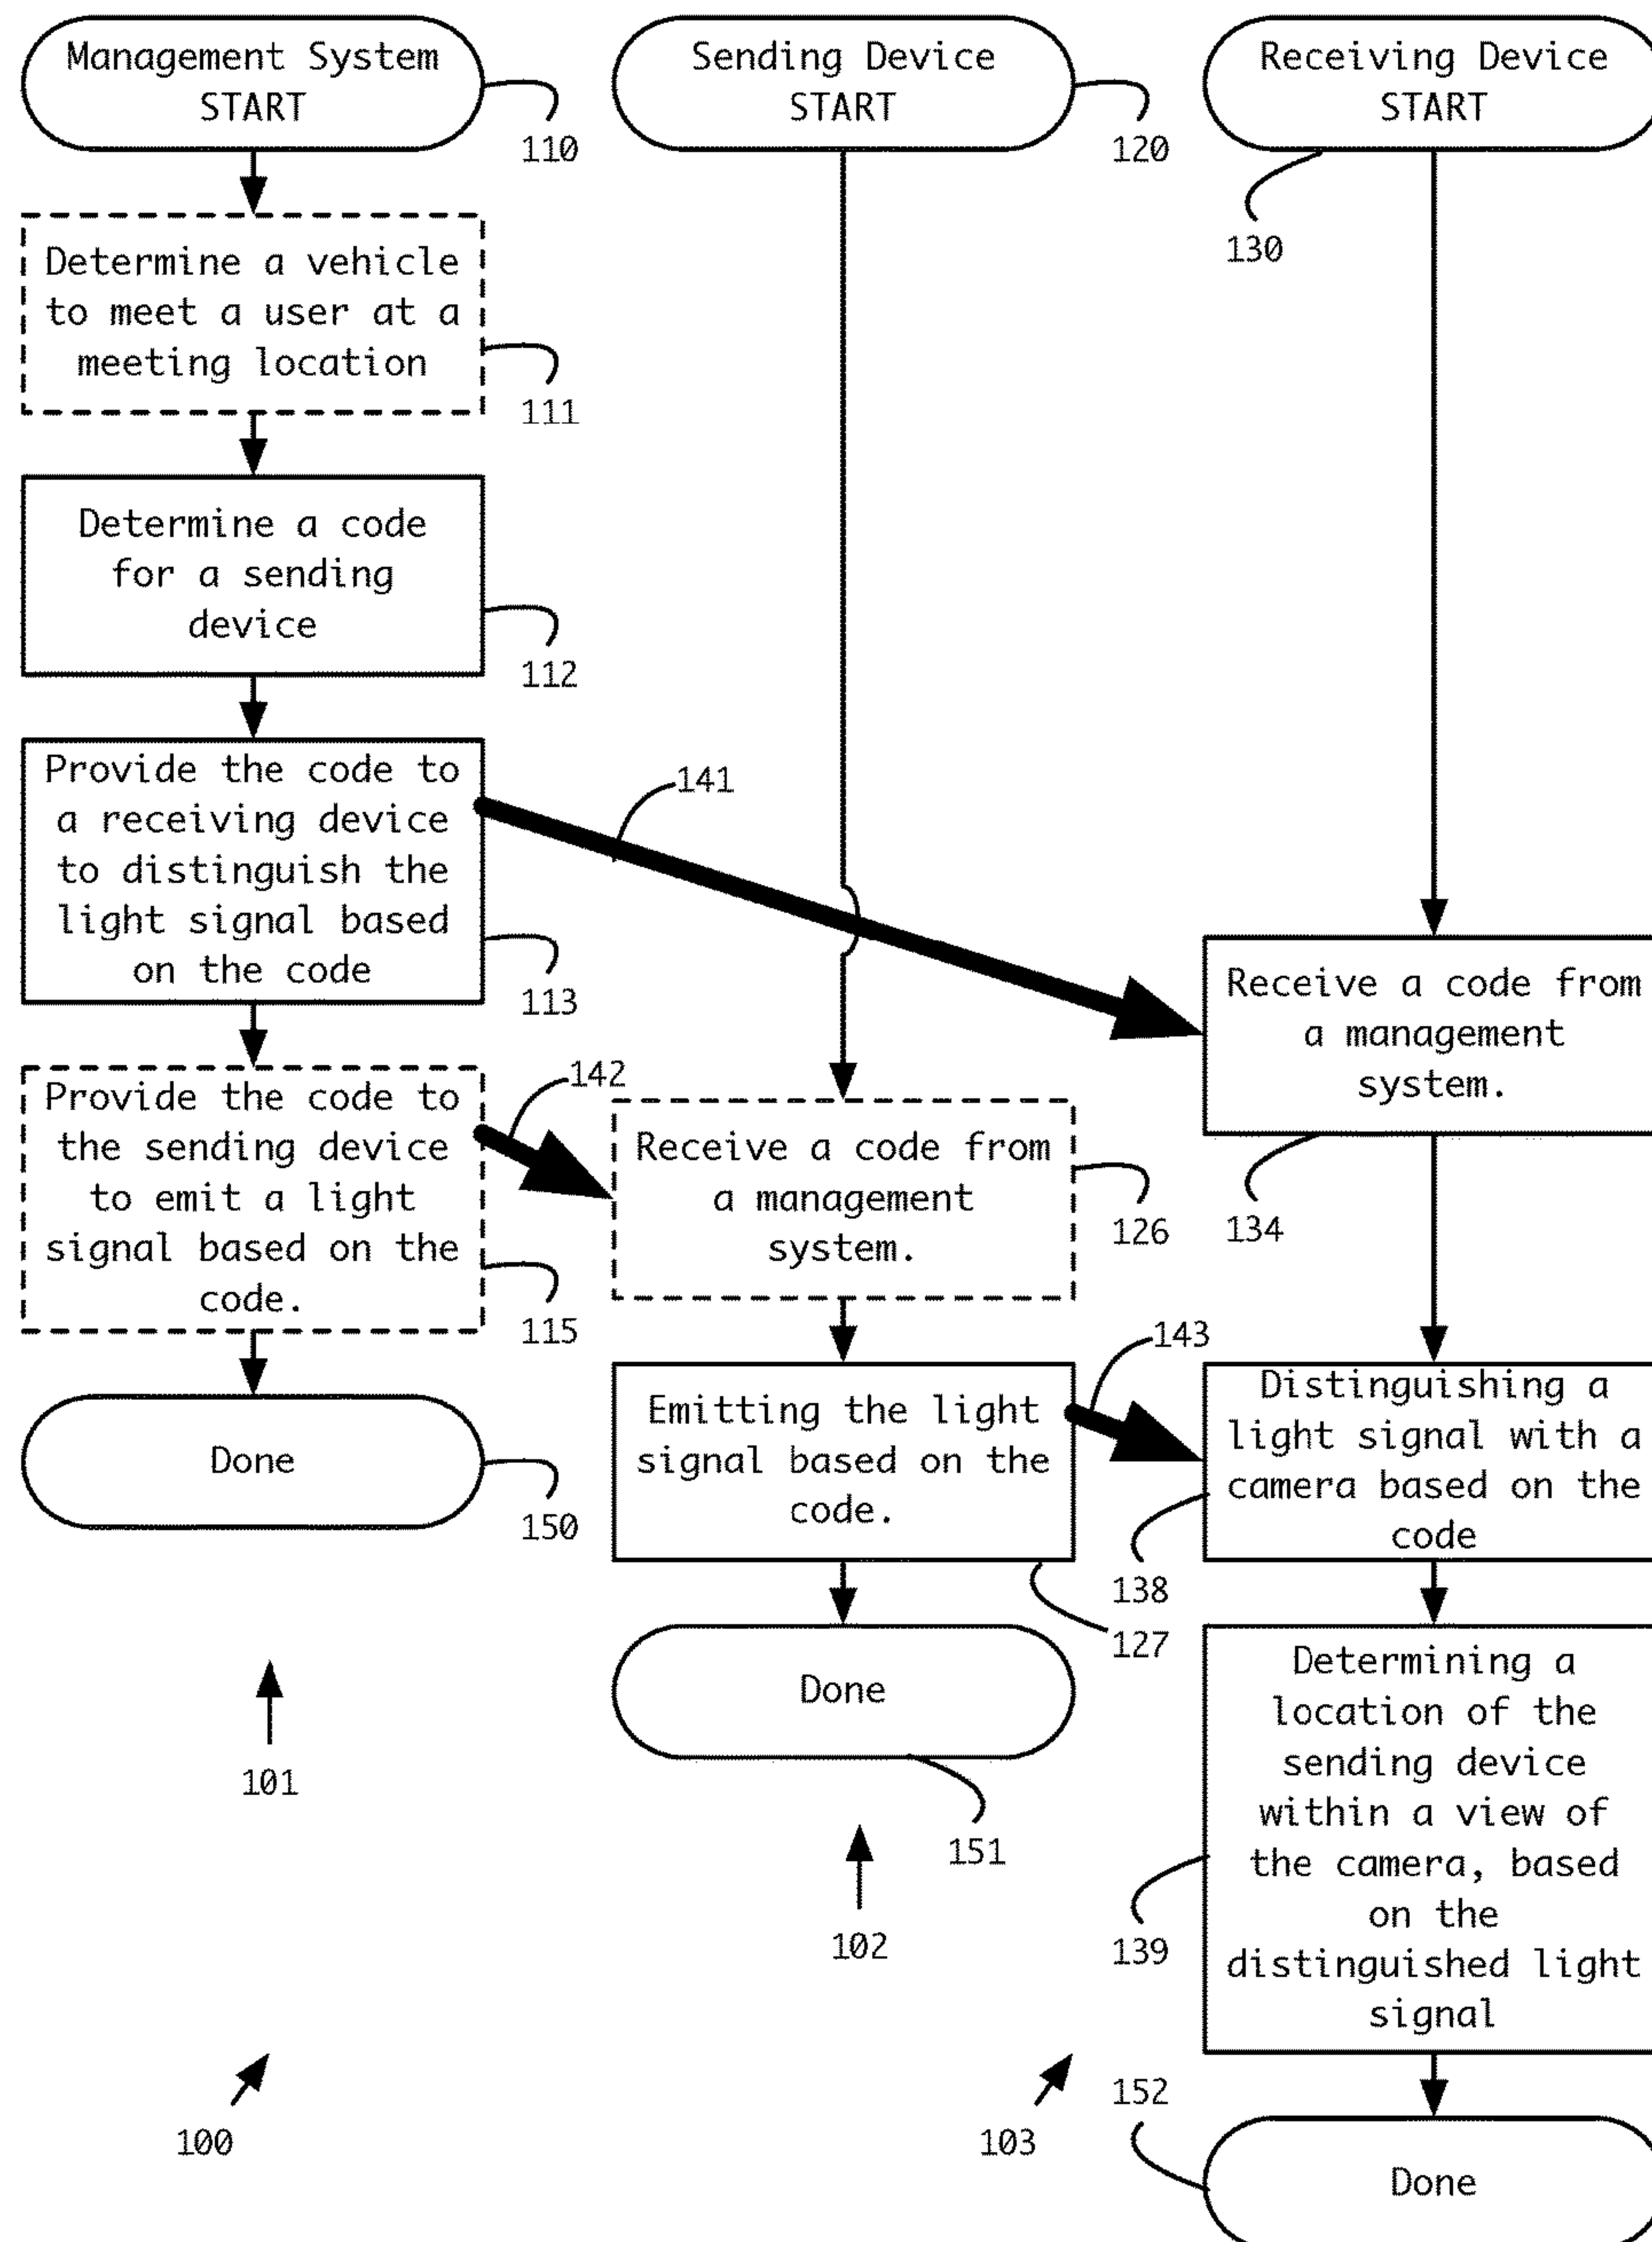 Management System
START
110
Determine a vehicle
to meet a user at a
meeting location
111
Determine a code
for a sending
device
112
Provide the code to
a receiving device
to distinguish the
light signal based
on the code
113
141
Provide the code to
the sending device
to emit a light
signal based on the
code.
115
142
Done
150
101
100
Sending Device
START
120
Receive a code from
a management
system.
126
Emitting the light
signal based on the
code.
127
143
Done
151
102
Receiving Device
START
130
Receive a code from
a management
system.
134
Distinguishing a
light signal with a
camera based on the
code
138
Determining a
location of the
sending device
within a view of
the camera, based
on the
distinguished light
signal
139
103
152
Done